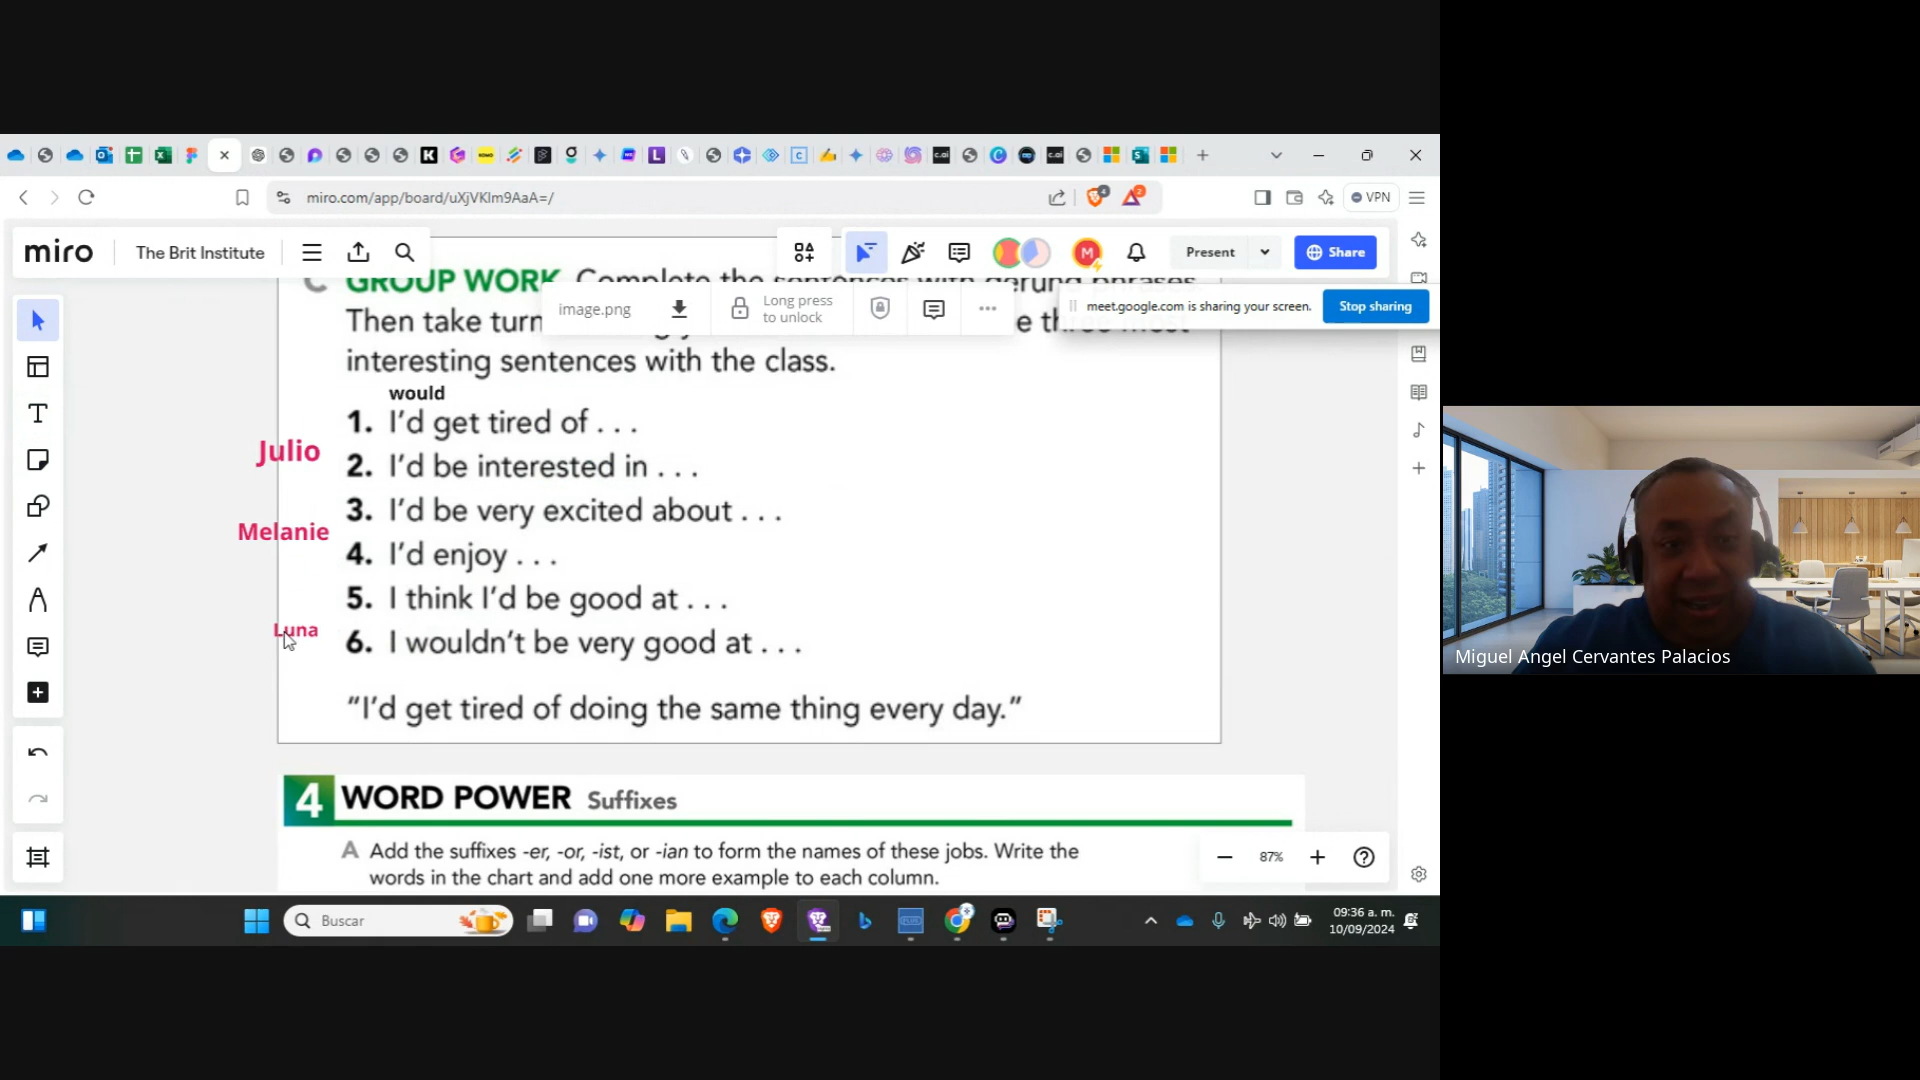 miro.com/app/board/uXjVKlm9AaA=/
VPN
miro
The Brit Institute
M
Present
Share
C GROUP WORK Complete the sentences with gerund phrases.
image.png
Long press
to unlock
meet.google.com is sharing your screen.
Stop sharing
Then take turn
interesting sentences with the class.
would
1. I'd get tired of . . .
Julio
2. I'd be interested in . . .
3. I'd be very excited about . . .
Melanie
4. I'd enjoy . . .
5. I think I'd be good at . . .
Luna
6. I wouldn't be very good at . . .
"I'd get tired of doing the same thing every day."
4 WORD POWER Suffixes
A Add the suffixes -er, -or, -ist, or -ian to form the names of these jobs. Write the
words in the chart and add one more example to each column.
87%
Buscar
09:36 a. m.
10/09/2024
Miguel Angel Cervantes Palacios